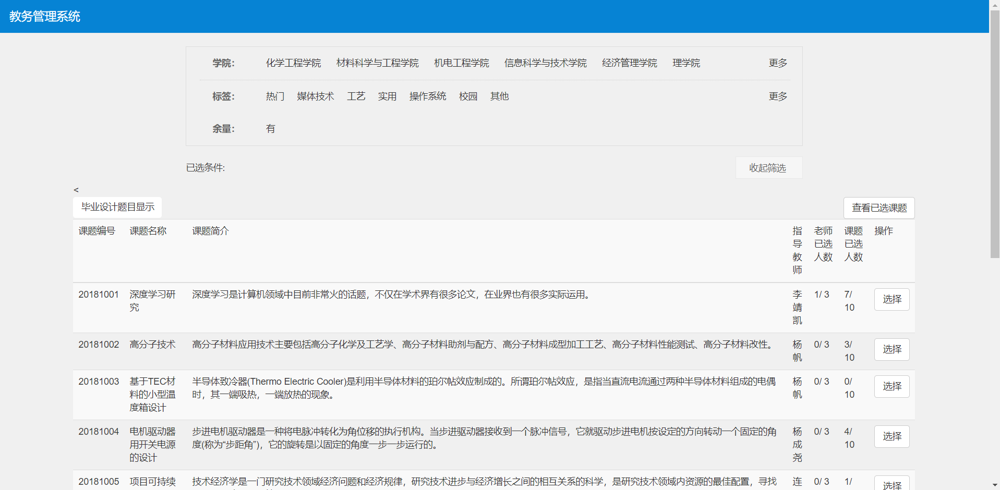 教务管理系统
学院： 化学工程学院 材料科学与工程学院 机电工程学院 信息科学与技术学院 经济管理学院 理学院 更多
标签： 热门 媒体技术 工艺 实用 操作系统 校园 其他 更多
余量： 有
已选条件: 收起筛选
<
毕业设计题目显示 查看已选课题
课题编号 课题名称 课题简介 指 老师 课题 操作
导 已选 已选
教 人数 人数
师
20181001 深度学习研 深度学习是计算机领域中目前非常火的话题，不仅在学术界有很多论文，在业界也有很多实际运用。 李 1/ 3 7/ 选择
究 靖 10
凯
20181002 高分子技术 高分子材料应用技术主要包括高分子化学及工艺学、高分子材料助剂与配方、高分子材料成型加工工艺、高分子材料性能测试、高分子材料改性。 杨 0/ 3 3/ 选择
帆 10
20181003 基于TEC材 半导体致冷器(Thermo Electric Cooler)是利用半导体材料的珀尔帖效应制成的。所谓珀尔帖效应，是指当直流电流通过两种半导体材料组成的电偶 杨 0/ 3 0/ 选择
料的小型温 时，其一端吸热，一端放热的现象。 帆 10
度箱设计
20181004 电机驱动器 步进电机驱动器是一种将电脉冲转化为角位移的执行机构。当步进驱动器接收到一个脉冲信号，它就驱动步进电机按设定的方向转动一个固定的角 杨 0/ 3 4/ 选择
用开关电源 度(称为“步距角”)，它的旋转是以固定的角度一步一步运行的。 成 10
的设计 尧
20181005 项目可持续 技术经济学是一门研究技术领域经济问题和经济规律，研究技术进步与经济增长之间的相互关系的科学，是研究技术领域内资源的最佳配置，寻找 连 0/ 3 1/ 选择